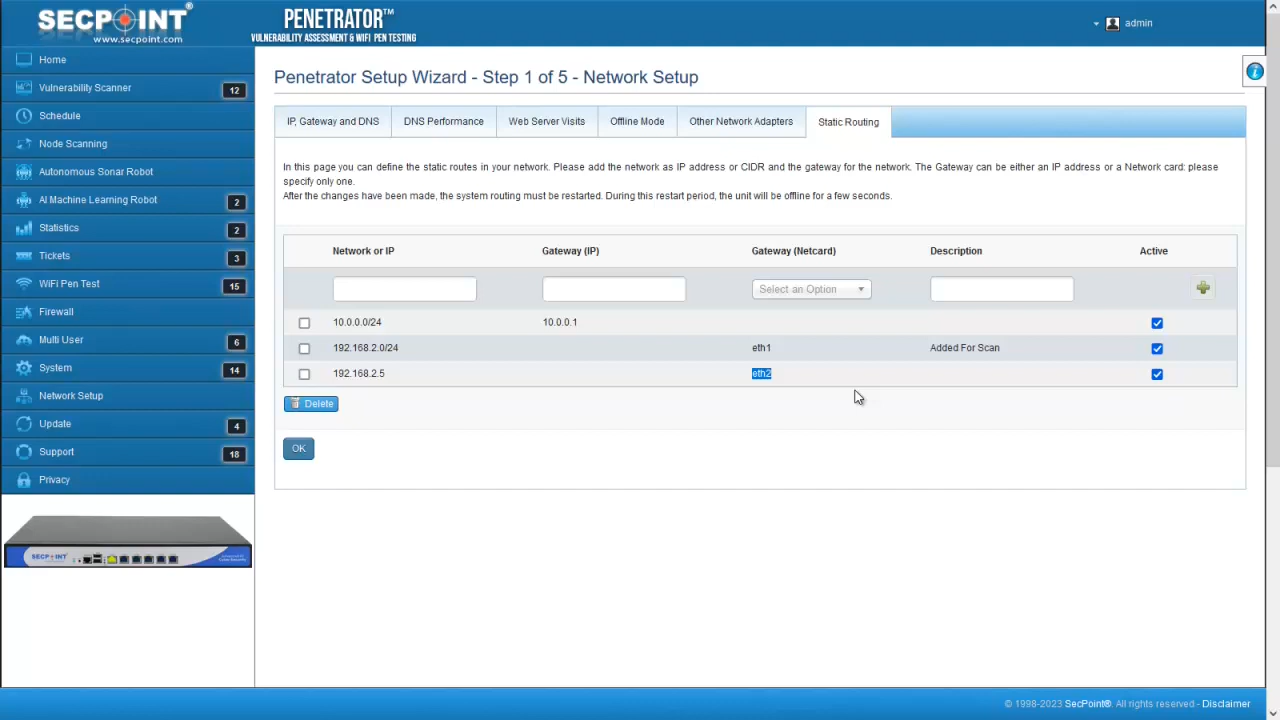 SECPOINT®
www.secpoint.com
PENETRATOR™
VULNERABILITY ASSESSMENT & WIFI PEN TESTING
admin
Home
Vulnerability Scanner 12
Schedule
Node Scanning
Autonomous Sonar Robot
AI Machine Learning Robot 2
Statistics 2
Tickets 3
WiFi Pen Test 15
Firewall
Multi User 6
System 14
Network Setup
Update 4
Support 18
Privacy
SECPOINT
Penetrator Setup Wizard - Step 1 of 5 - Network Setup
IP, Gateway and DNS DNS Performance Web Server Visits Offline Mode Other Network Adapters Static Routing
In this page you can define the static routes in your network. Please add the network as IP address or CIDR and the gateway for the network. The Gateway can be either an IP address or a Network card: please
specify only one.
After the changes have been made, the system routing must be restarted. During this restart period, the unit will be offline for a few seconds.
Network or IP Gateway (IP) Gateway (Netcard) Description Active
Select an Option
10.0.0.0/24 10.0.0.1
192.168.2.0/24 eth1 Added For Scan
192.168.2.5 eth2
Delete
OK
© 1998-2023 SecPoint®. All rights reserved - Disclaimer